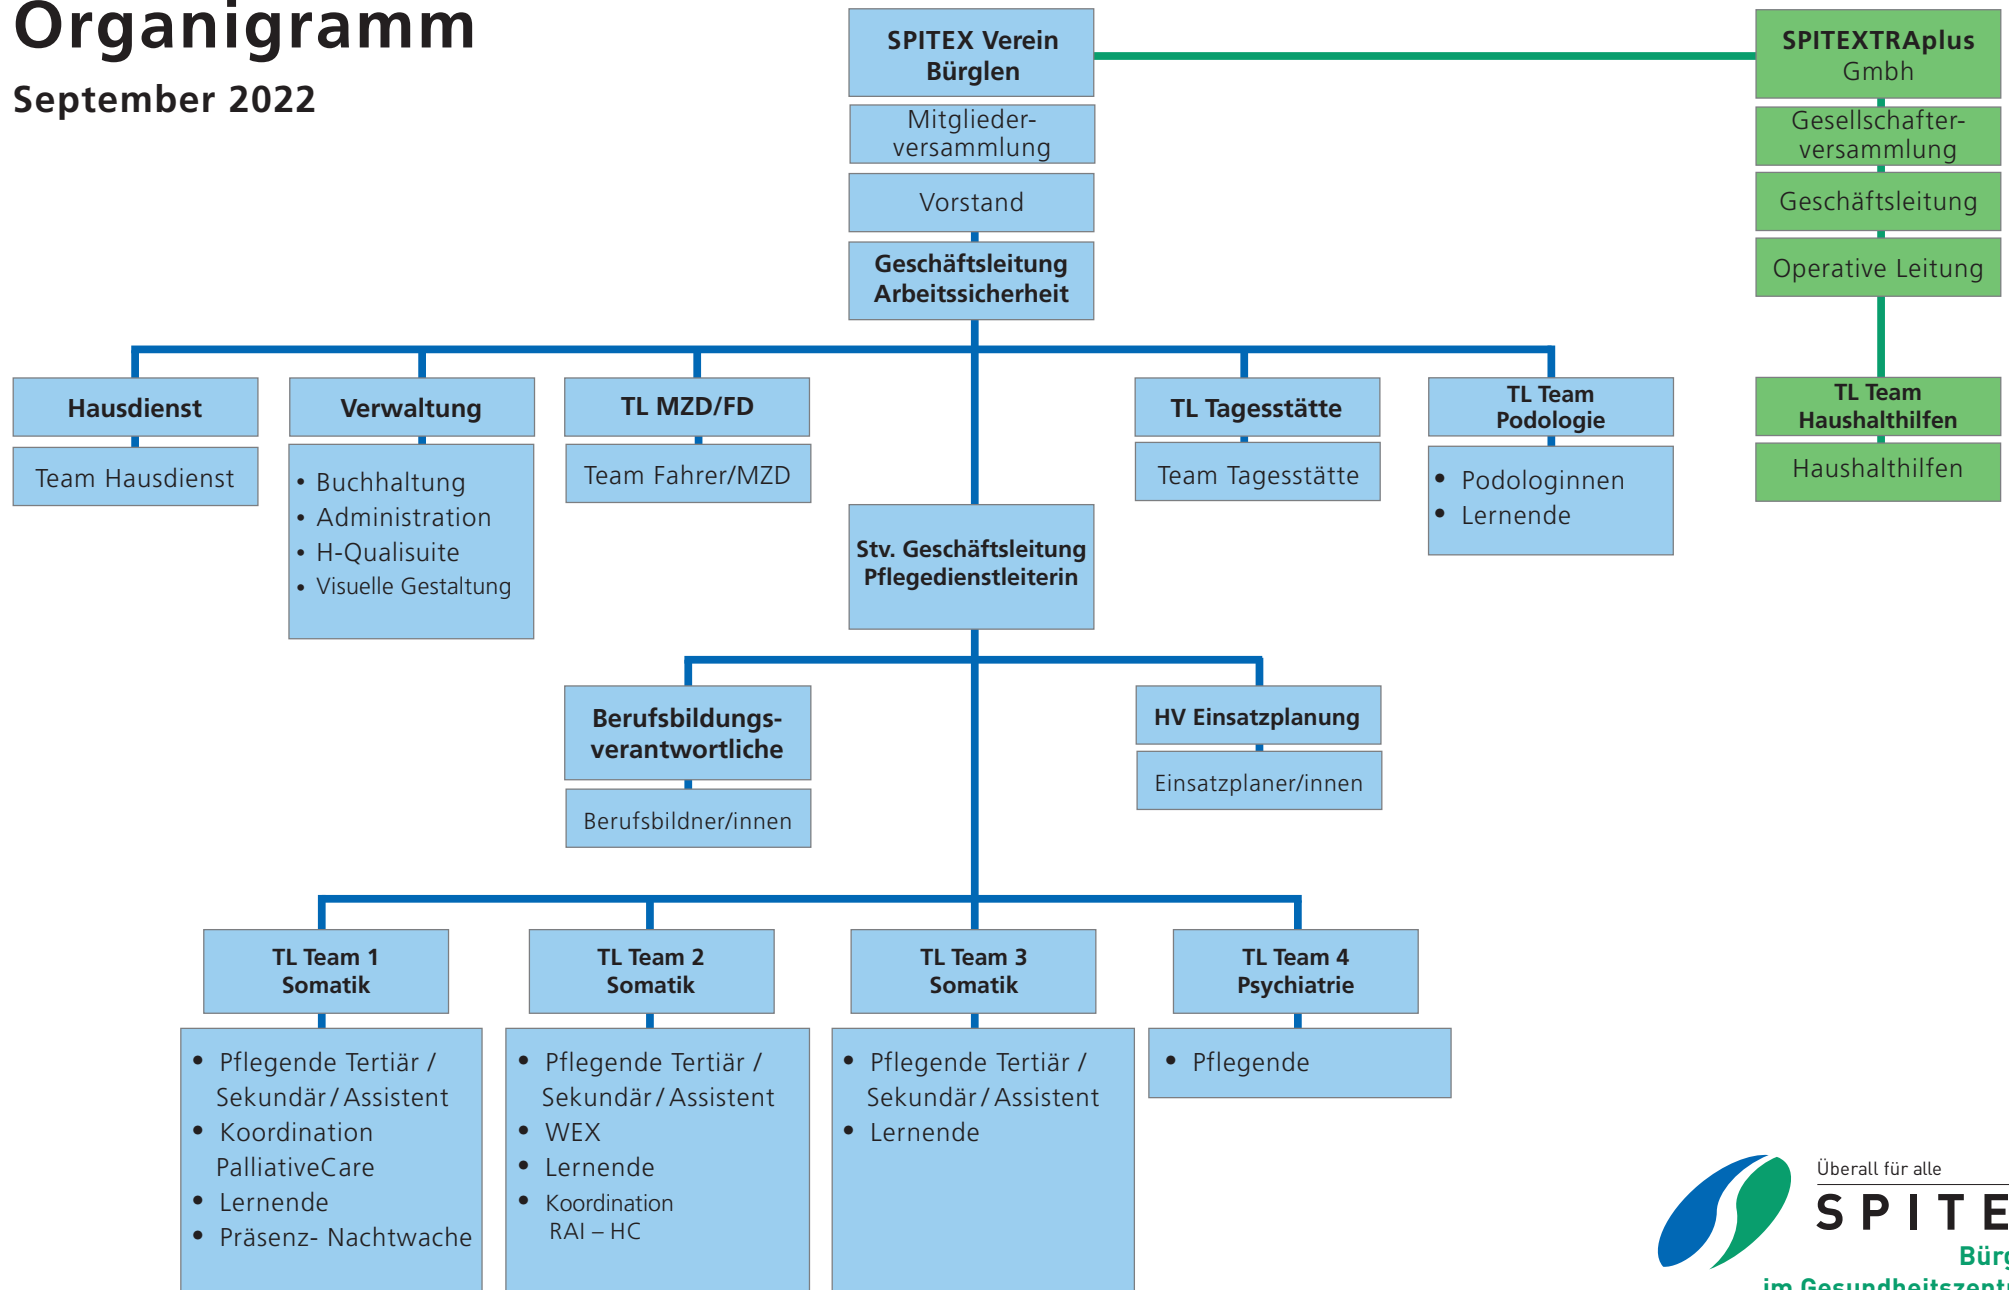 Organigramm
September 2022
SPITEX Verein
Bürglen
Mitglieder-
versammlung
Vorstand
Geschäftsleitung
Arbeitssicherheit
SPITEXTRAplus
Gmbh
Gesellschafter-
versammlung
Geschäftsleitung
Operative Leitung
Hausdienst
Team Hausdienst
Verwaltung
• Buchhaltung
• Administration
• H-Qualisuite
• Visuelle Gestaltung
TL MZD/FD
Team Fahrer/MZD
TL Tagesstätte
Team Tagesstätte
TL Team
Podologie
• Podologinnen
• Lernende
TL Team
Haushalthilfen
Haushalthilfen
Stv. Geschäftsleitung
Pflegedienstleiterin
Berufsbildungs-
verantwortliche
Berufsbildner/innen
HV Einsatzplanung
Einsatzplaner/innen
TL Team 1
Somatik
• Pflegende Tertiär /
Sekundär / Assistent
• Koordination
PalliativeCare
• Lernende
• Präsenz- Nachtwache
TL Team 2
Somatik
• Pflegende Tertiär /
Sekundär / Assistent
• WEX
• Lernende
• Koordination
RAI – HC
TL Team 3
Somatik
• Pflegende Tertiär /
Sekundär / Assistent
• Lernende
TL Team 4
Psychiatrie
• Pflegende
Überall für alle
SPITE
Bürg
im Gesundheitszentr